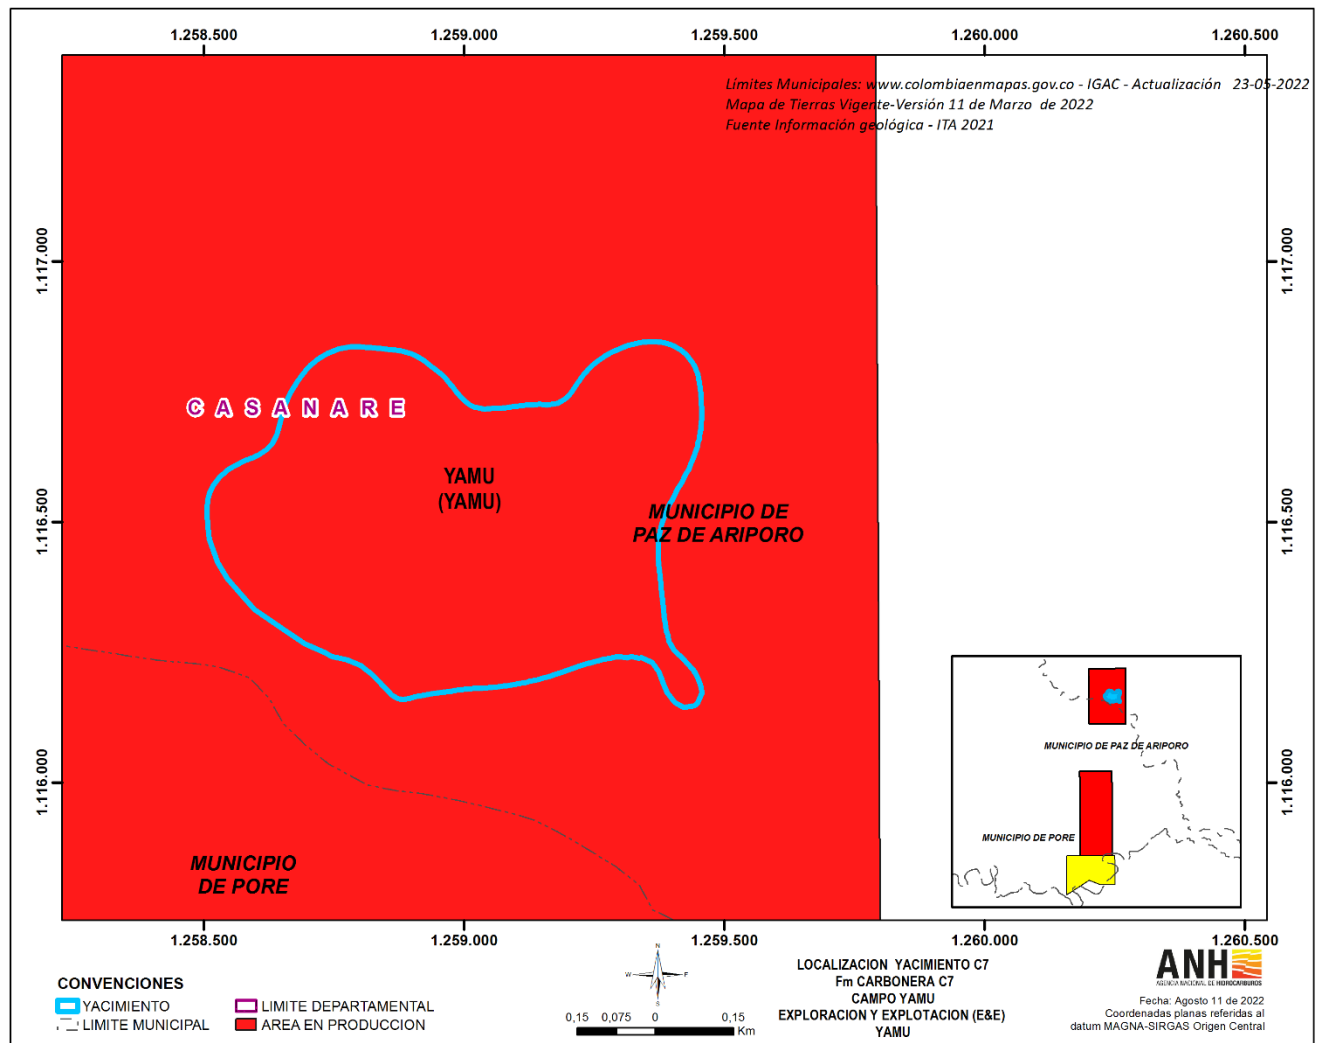 1.258.500 1.259.000 1.259.500 1.260.000 1.260.500
Límites Municipales: www.colombiaenmapas.gov.co - IGAC - Actualización 23-05-2022
Mapa de Tierras Vigente-Versión 11 de Marzo de 2022
Fuente Información geológica - ITA 2021
1.117.000 1.117.000
CASANARE
YAMU
(YAMU)
1.116.500 1.116.500
MUNICIPIO DE
PAZ DE ARIPORO
MUNICIPIO DE PAZ DE ARIPORO
1.116.000 1.116.000
MUNICIPIO DE PORE
MUNICIPIO
DE PORE
1.258.500 1.259.000 1.259.500 1.260.000 1.260.500
CONVENCIONES
YACIMIENTO
LIMITE DEPARTAMENTAL
LIMITE MUNICIPAL
AREA EN PRODUCCION
N
W E
S
0,15 0,075 0 0,15
Km
LOCALIZACION YACIMIENTO C7
Fm CARBONERA C7
CAMPO YAMU
EXPLORACION Y EXPLOTACION (E&E)
YAMU
ANH
AGENCIA NACIONAL DE HIDROCARBUROS
Fecha: Agosto 11 de 2022
Coordenadas planas referidas al
datum MAGNA-SIRGAS Origen Central